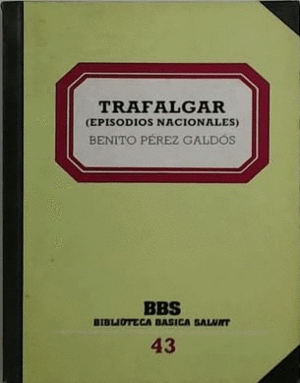 TRAFALGAR
(EPISODIOS NACIONALES)
BENITO PÉREZ GALDÓS
BBS
BIBLIOTECA BASICA SALVAT
43